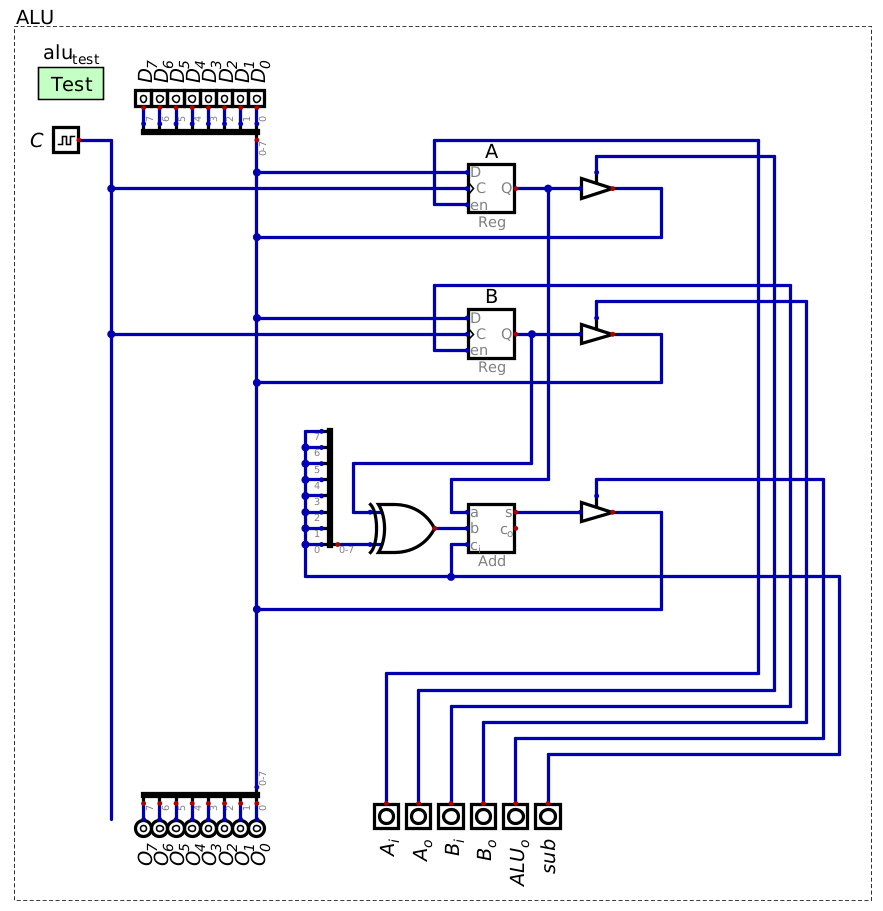 ALU
alu_test
Test
D7 D6 D5 D4 D3 D2 D1 D0
7 6 5 4 3 2 1 0
0-7
C
A
D
C Q
en
Reg
B
D
C Q
en
Reg
7
6
5
4
3
2
1
0
0-7
a s
b c_o
c_i
Add
0-7
7 6 5 4 3 2 1 0
O7 O6 O5 O4 O3 O2 O1 O0
A_i A_o B_i B_o ALU_o sub